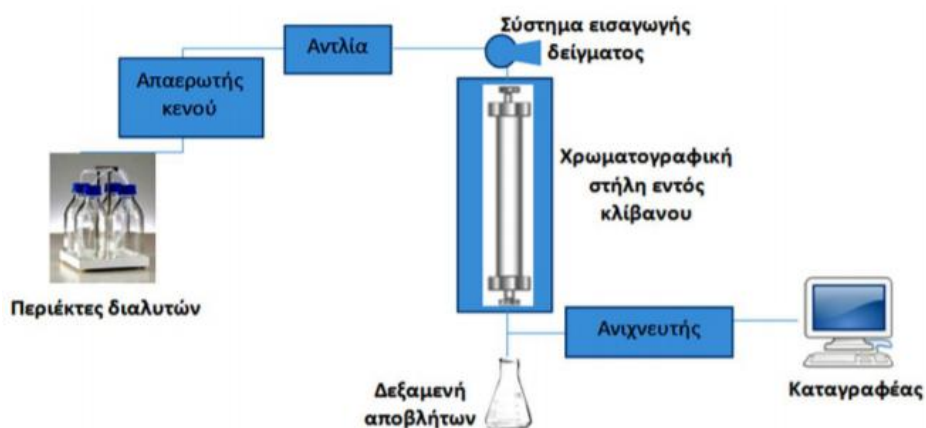 Σύστημα εισαγωγής
δείγματος
Αντλία
Απαερωτής
κενού
Χρωματογραφική
στήλη εντός
κλίβανου
Περιέκτες διαλυτών
Ανιχνευτής
Δεξαμενή
αποβλήτων
Καταγραφέας